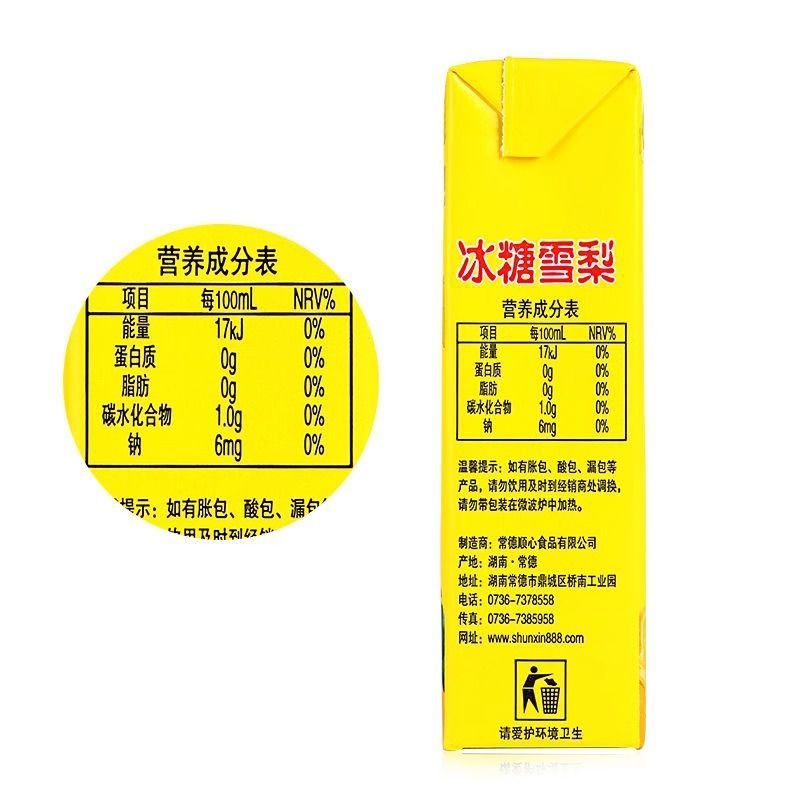 营养成分表
项目 每100mL NRV%
能量 17kJ 0%
蛋白质 0g 0%
脂肪 0g 0%
碳水化合物 1.0g 0%
钠 6mg 0%
提示：如有胀包、酸包、漏包
饮用及时到经销
冰糖雪梨
营养成分表
项目 每100mL NRV%
能量 17kJ 0%
蛋白质 0g 0%
脂肪 0g 0%
碳水化合物 1.0g 0%
钠 6mg 0%
温馨提示：如有胀包、酸包、漏包等
产品，请勿饮用及时到经销商处调换，
请勿带包装在微波炉中加热。
制造商：常德顺心食品有限公司
产地：湖南·常德
地址：湖南常德市鼎城区桥南工业园
电话：0736-7378558
传真：0736-7385958
网址：www.shunxin888.com
请爱护环境卫生